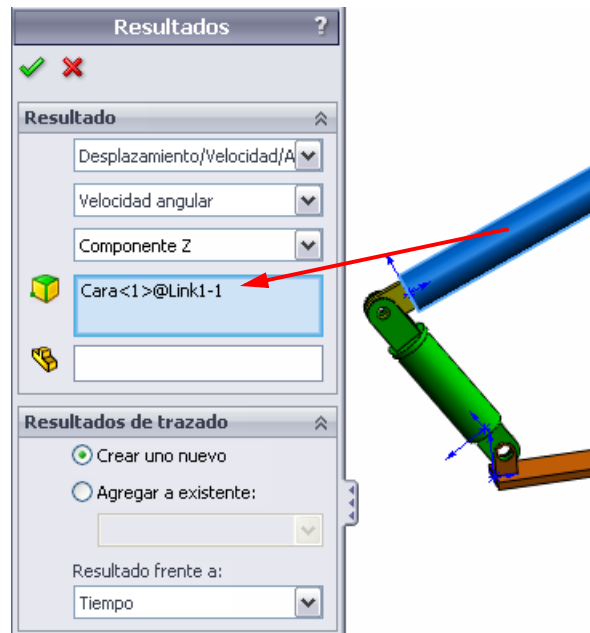 Resultados ?
Resultado
Desplazamiento/Velocidad/A
Velocidad angular
Componente Z
Cara<1>@Link1-1
Resultados de trazado
Crear uno nuevo
Agregar a existente:
Resultado frente a:
Tiempo